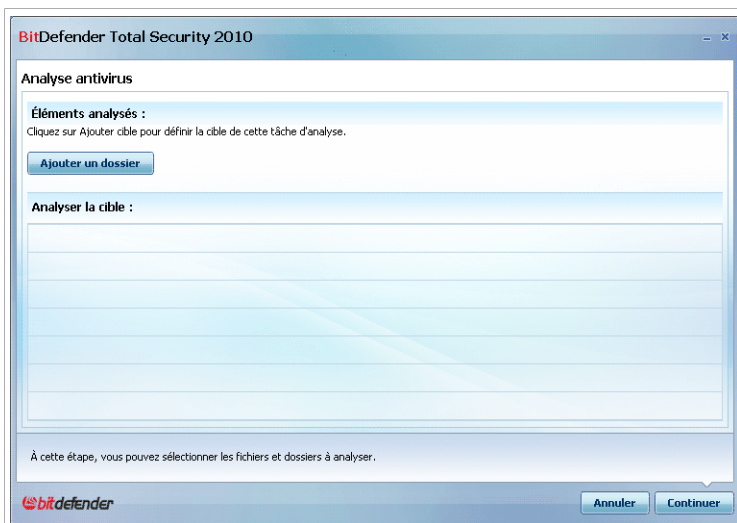 BitDefender Total Security 2010
Analyse antivirus
Éléments analysés :
Cliquez sur Ajouter cible pour définir la cible de cette tâche d'analyse.
Ajouter un dossier
Analyser la cible :
À cette étape, vous pouvez sélectionner les fichiers et dossiers à analyser.
bitdefender
Annuler Continuer